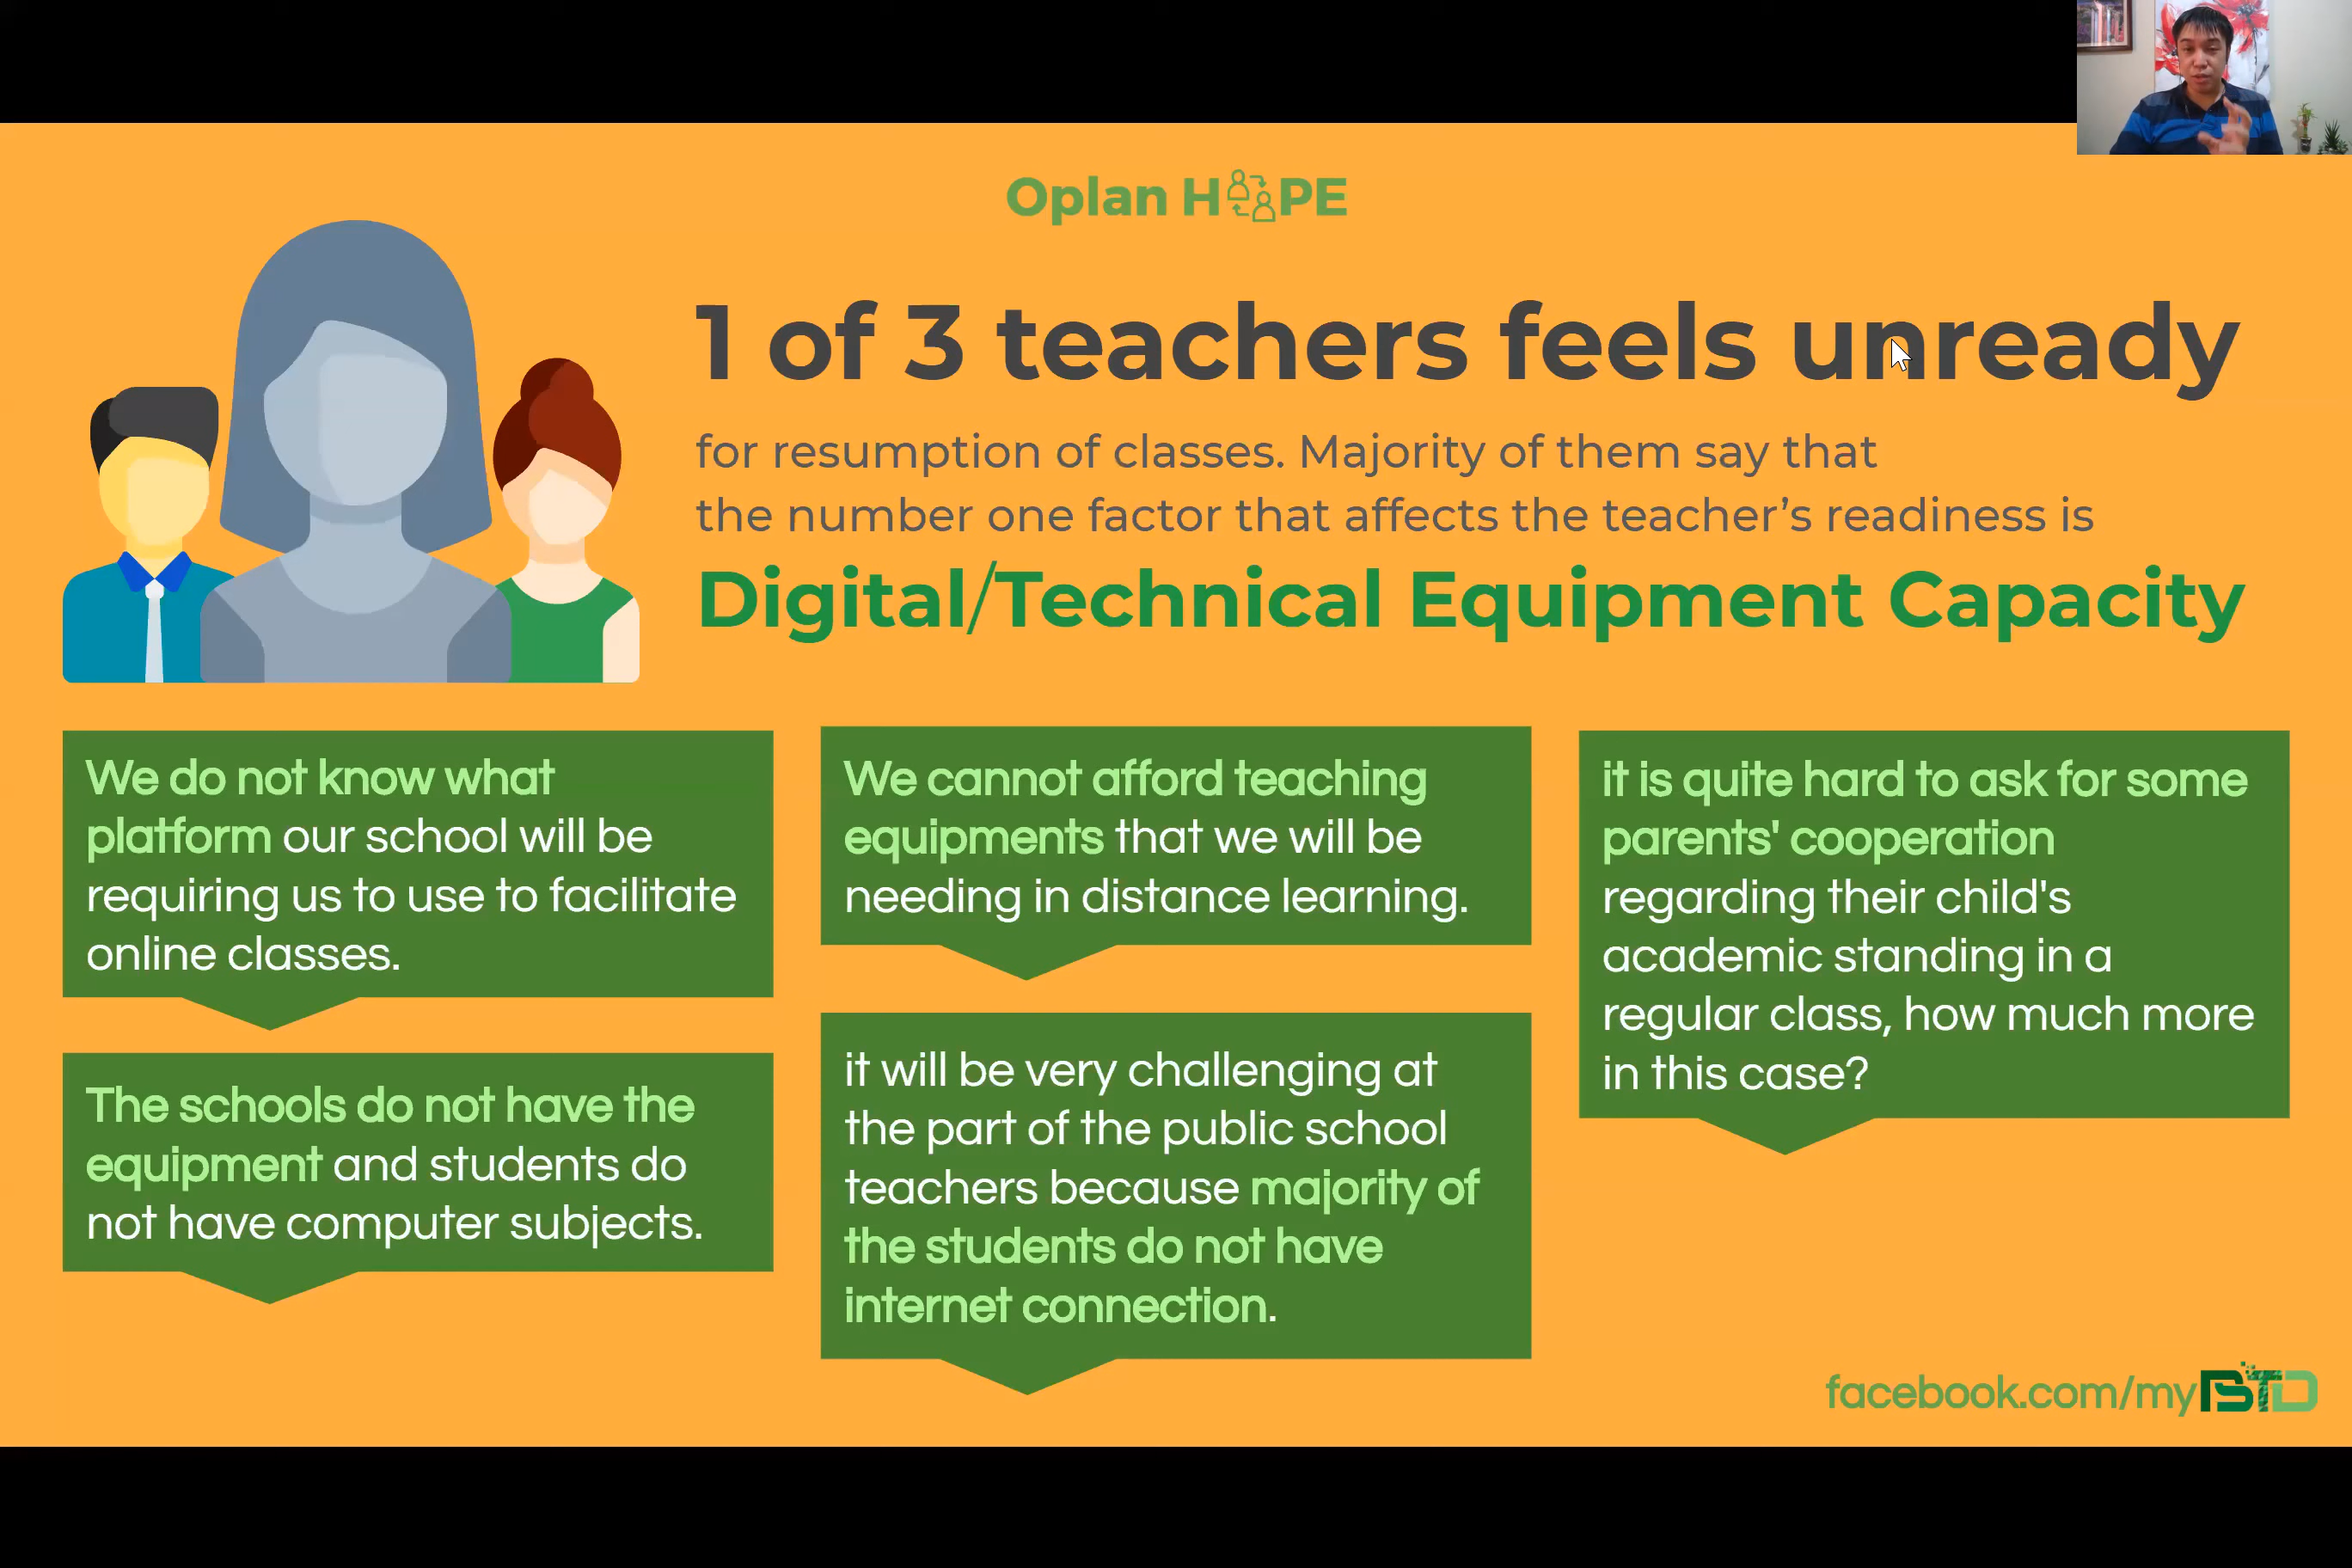 Oplan HOPE
1 of 3 teachers feels unready
for resumption of classes. Majority of them say that
the number one factor that affects the teacher's readiness is
Digital/Technical Equipment Capacity
We do not know what
platform our school will be
requiring us to use to facilitate
online classes.
The schools do not have the
equipment and students do
not have computer subjects.
We cannot afford teaching
equipments that we will be
needing in distance learning.
it will be very challenging at
the part of the public school
teachers because majority of
the students do not have
internet connection.
it is quite hard to ask for some
parents' cooperation
regarding their child's
academic standing in a
regular class, how much more
in this case?
facebook.com/myBTD